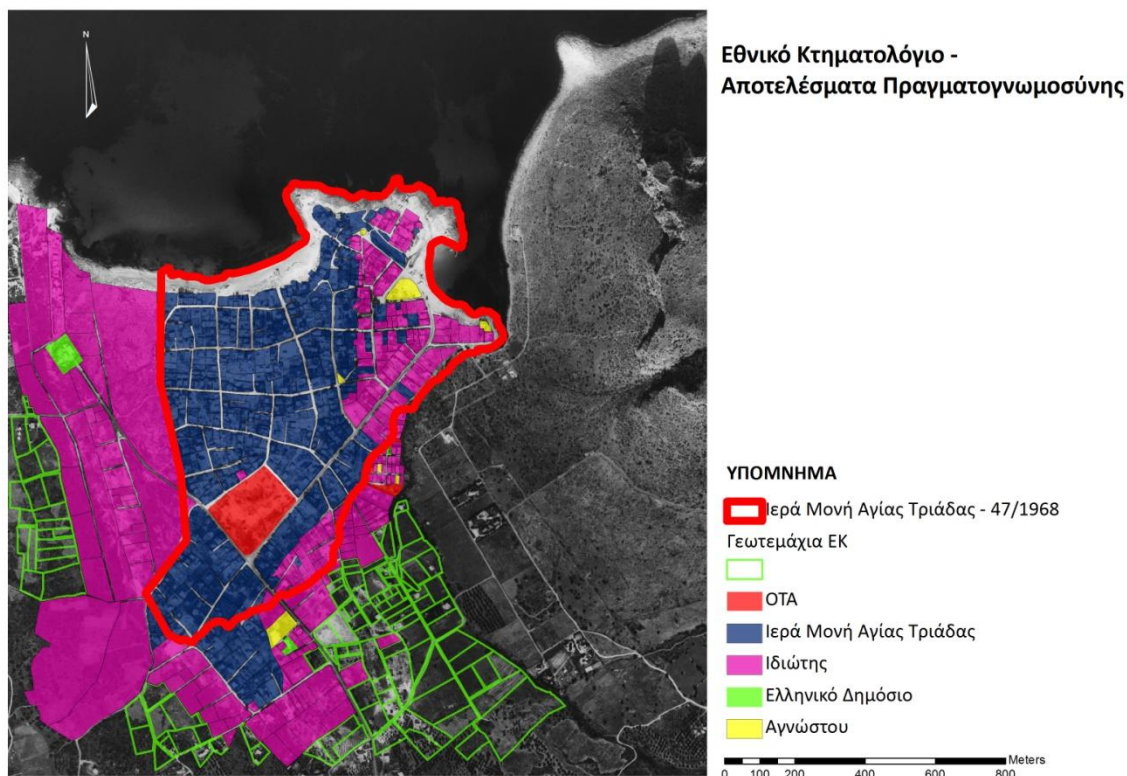 N
Εθνικό Κτηματολόγιο -
Αποτελέσματα Πραγματογνωμοσύνης
ΥΠΟΜΝΗΜΑ
Ιερά Μονή Αγίας Τριάδας - 47/1968
Γεωτεμάχια ΕΚ
ΟΤΑ
Ιερά Μονή Αγίας Τριάδας
Ιδιώτης
Ελληνικό Δημόσιο
Αγνώστου
Meters
0 100 200 400 600 800